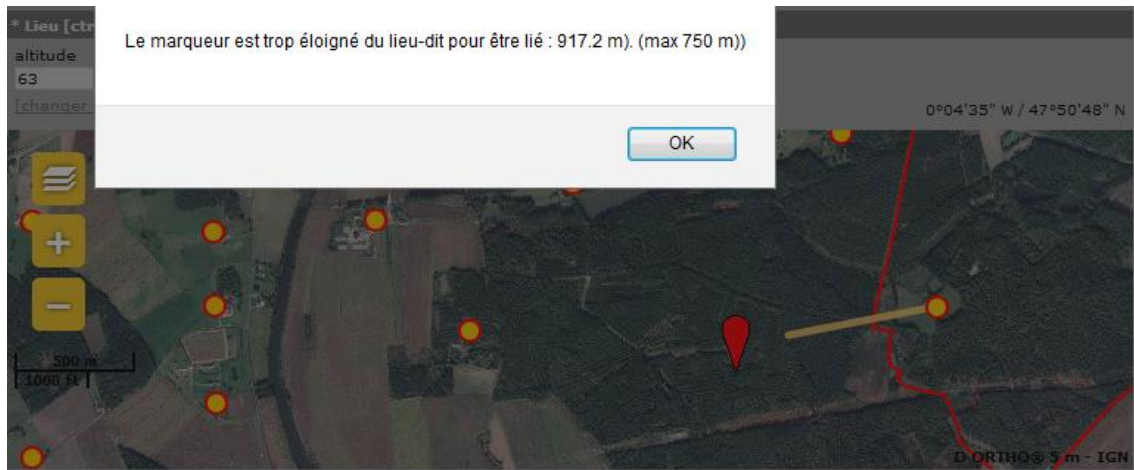 * Lieu [ctr
Le marqueur est trop éloigné du lieu-dit pour être lié : 917.2 m). (max 750 m))
altitude
63
[changer
0°04'35" W / 47°50'48" N
OK
+
−
500 m
1000 ft
D ORTHO® 5 m - IGN